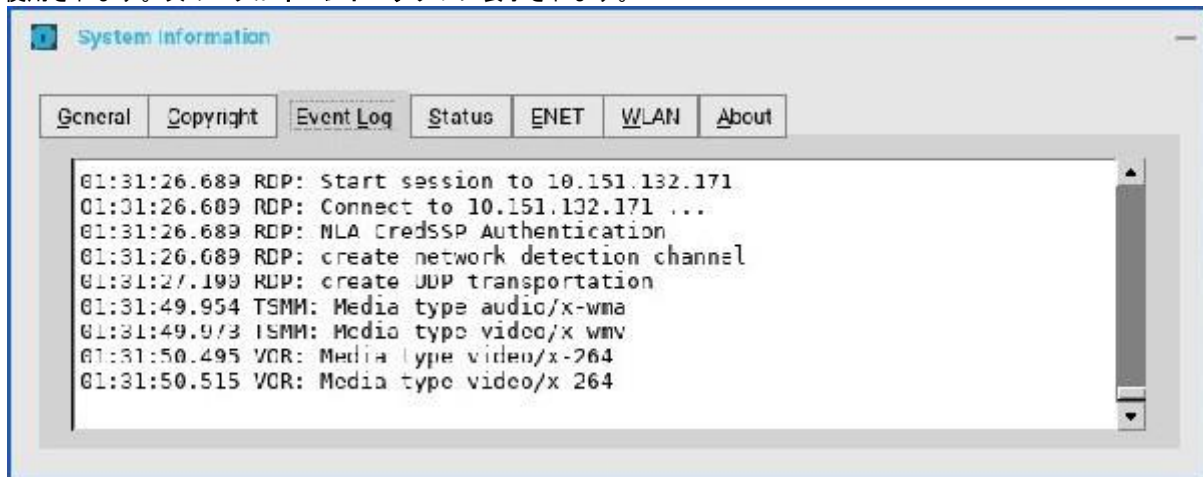 System Information
General Copyright Event Log Status ENET WLAN About
01:31:26.689 RDP: Start session to 10.151.132.171
01:31:26.689 RDP: Connect to 10.151.132.171 ...
01:31:26.689 RDP: NLA CredSSP Authentication
01:31:26.689 RDP: create network detection channel
01:31:27.190 RDP: create UDP transportation
01:31:49.954 TSMM: Media type audio/x-wma
01:31:49.973 TSMM: Media type video/x-wmv
01:31:50.495 VOR: Media type video/x-264
01:31:50.515 VOR: Media type video/x-264